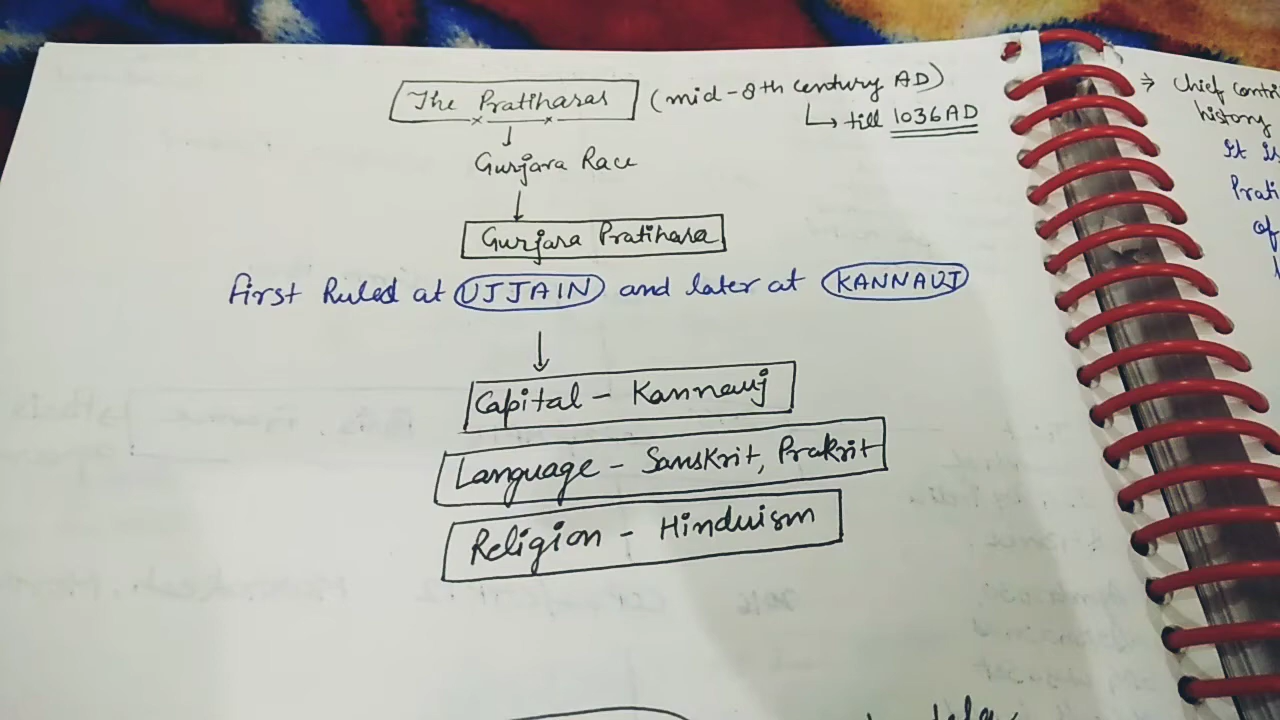 The Pratiharas (mid-8th century AD)
↳ till 1036AD
↓
Gurjara Race
↓
Gurjara Pratihara
First Ruled at UJJAIN and later at KANNAUJ
↓
Capital - Kannauj
Language - Sanskrit, Prakrit
Religion - Hinduism
⇒ Chief
history
It is
of